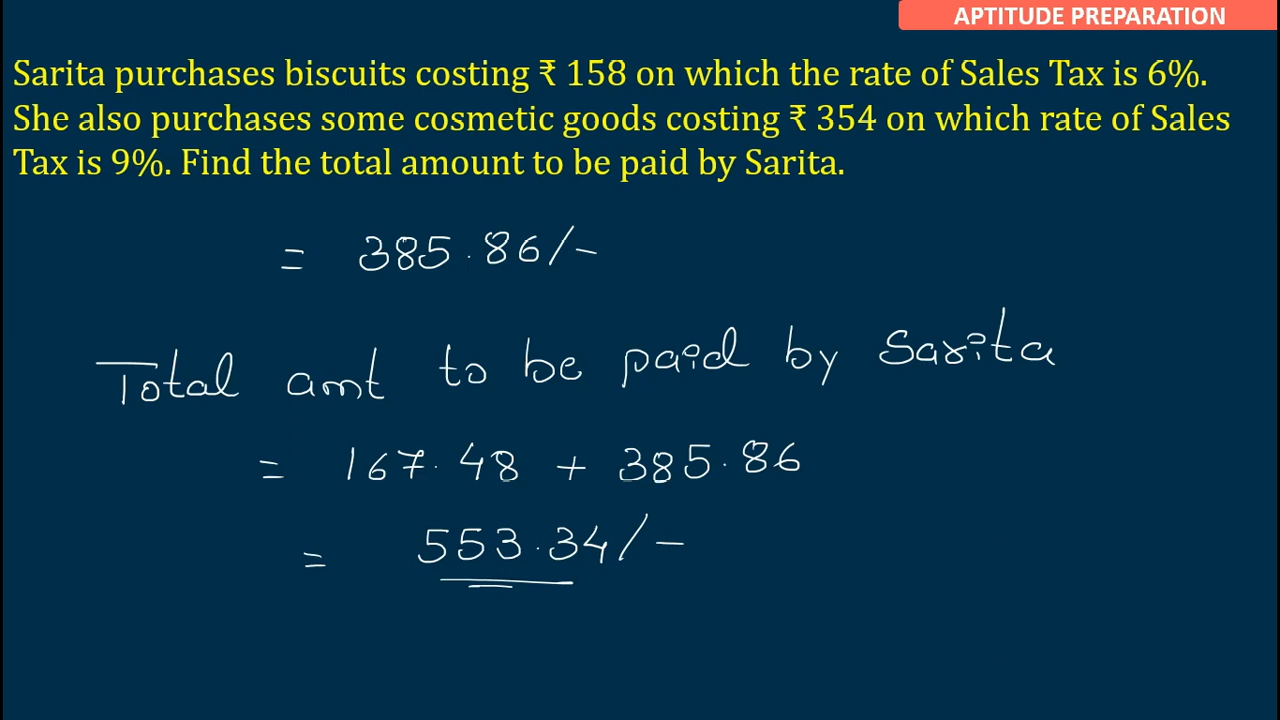 APTITUDE PREPARATION
Sarita purchases biscuits costing ₹ 158 on which the rate of Sales Tax is 6%.
She also purchases some cosmetic goods costing ₹ 354 on which rate of Sales
Tax is 9%. Find the total amount to be paid by Sarita.
= 385.86/-
Total amt to be paid by Sarita
= 167.48 + 385.86
= 553.34/-